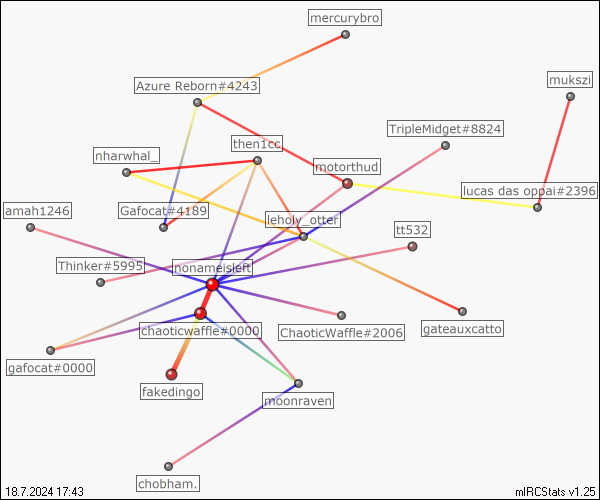 mercurybro
Azure Reborn#4243
mukszi
TripleMidget#8824
then1cc
nharwhal_
motorthud
lucas das oppai#2396
amah1246
Gafocat#4189
leholy_otter
tt532
Thinker#5995
nonameisleft
chaoticwaffle#0000
ChaoticWaffle#2006
gateauxcatto
gafocat#0000
fakedingo
moonraven
chobham.
18.7.2024 17:43
mIRCStats v1.25